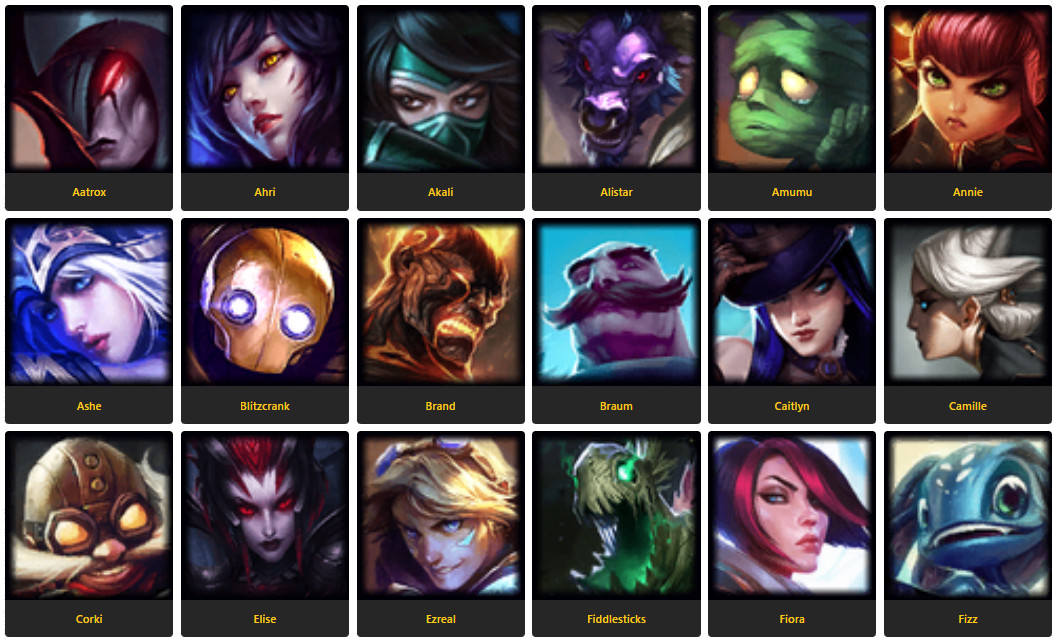 Aatrox
Ahri
Akali
Alistar
Amumu
Annie
Ashe
Blitzcrank
Brand
Braum
Caitlyn
Camille
Corki
Elise
Ezreal
Fiddlesticks
Fiora
Fizz